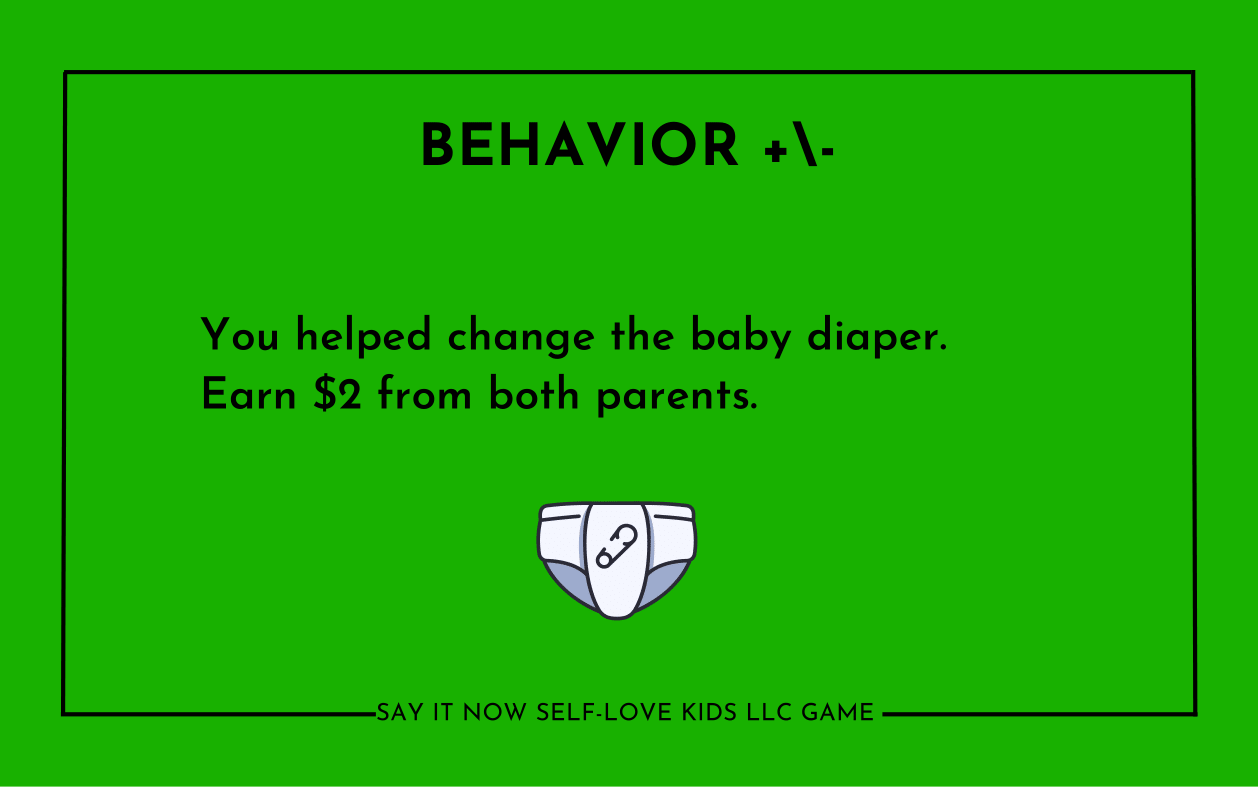 BEHAVIOR +\-
You helped change the baby diaper.
Earn $2 from both parents.
SAY IT NOW SELF-LOVE KIDS LLC GAME